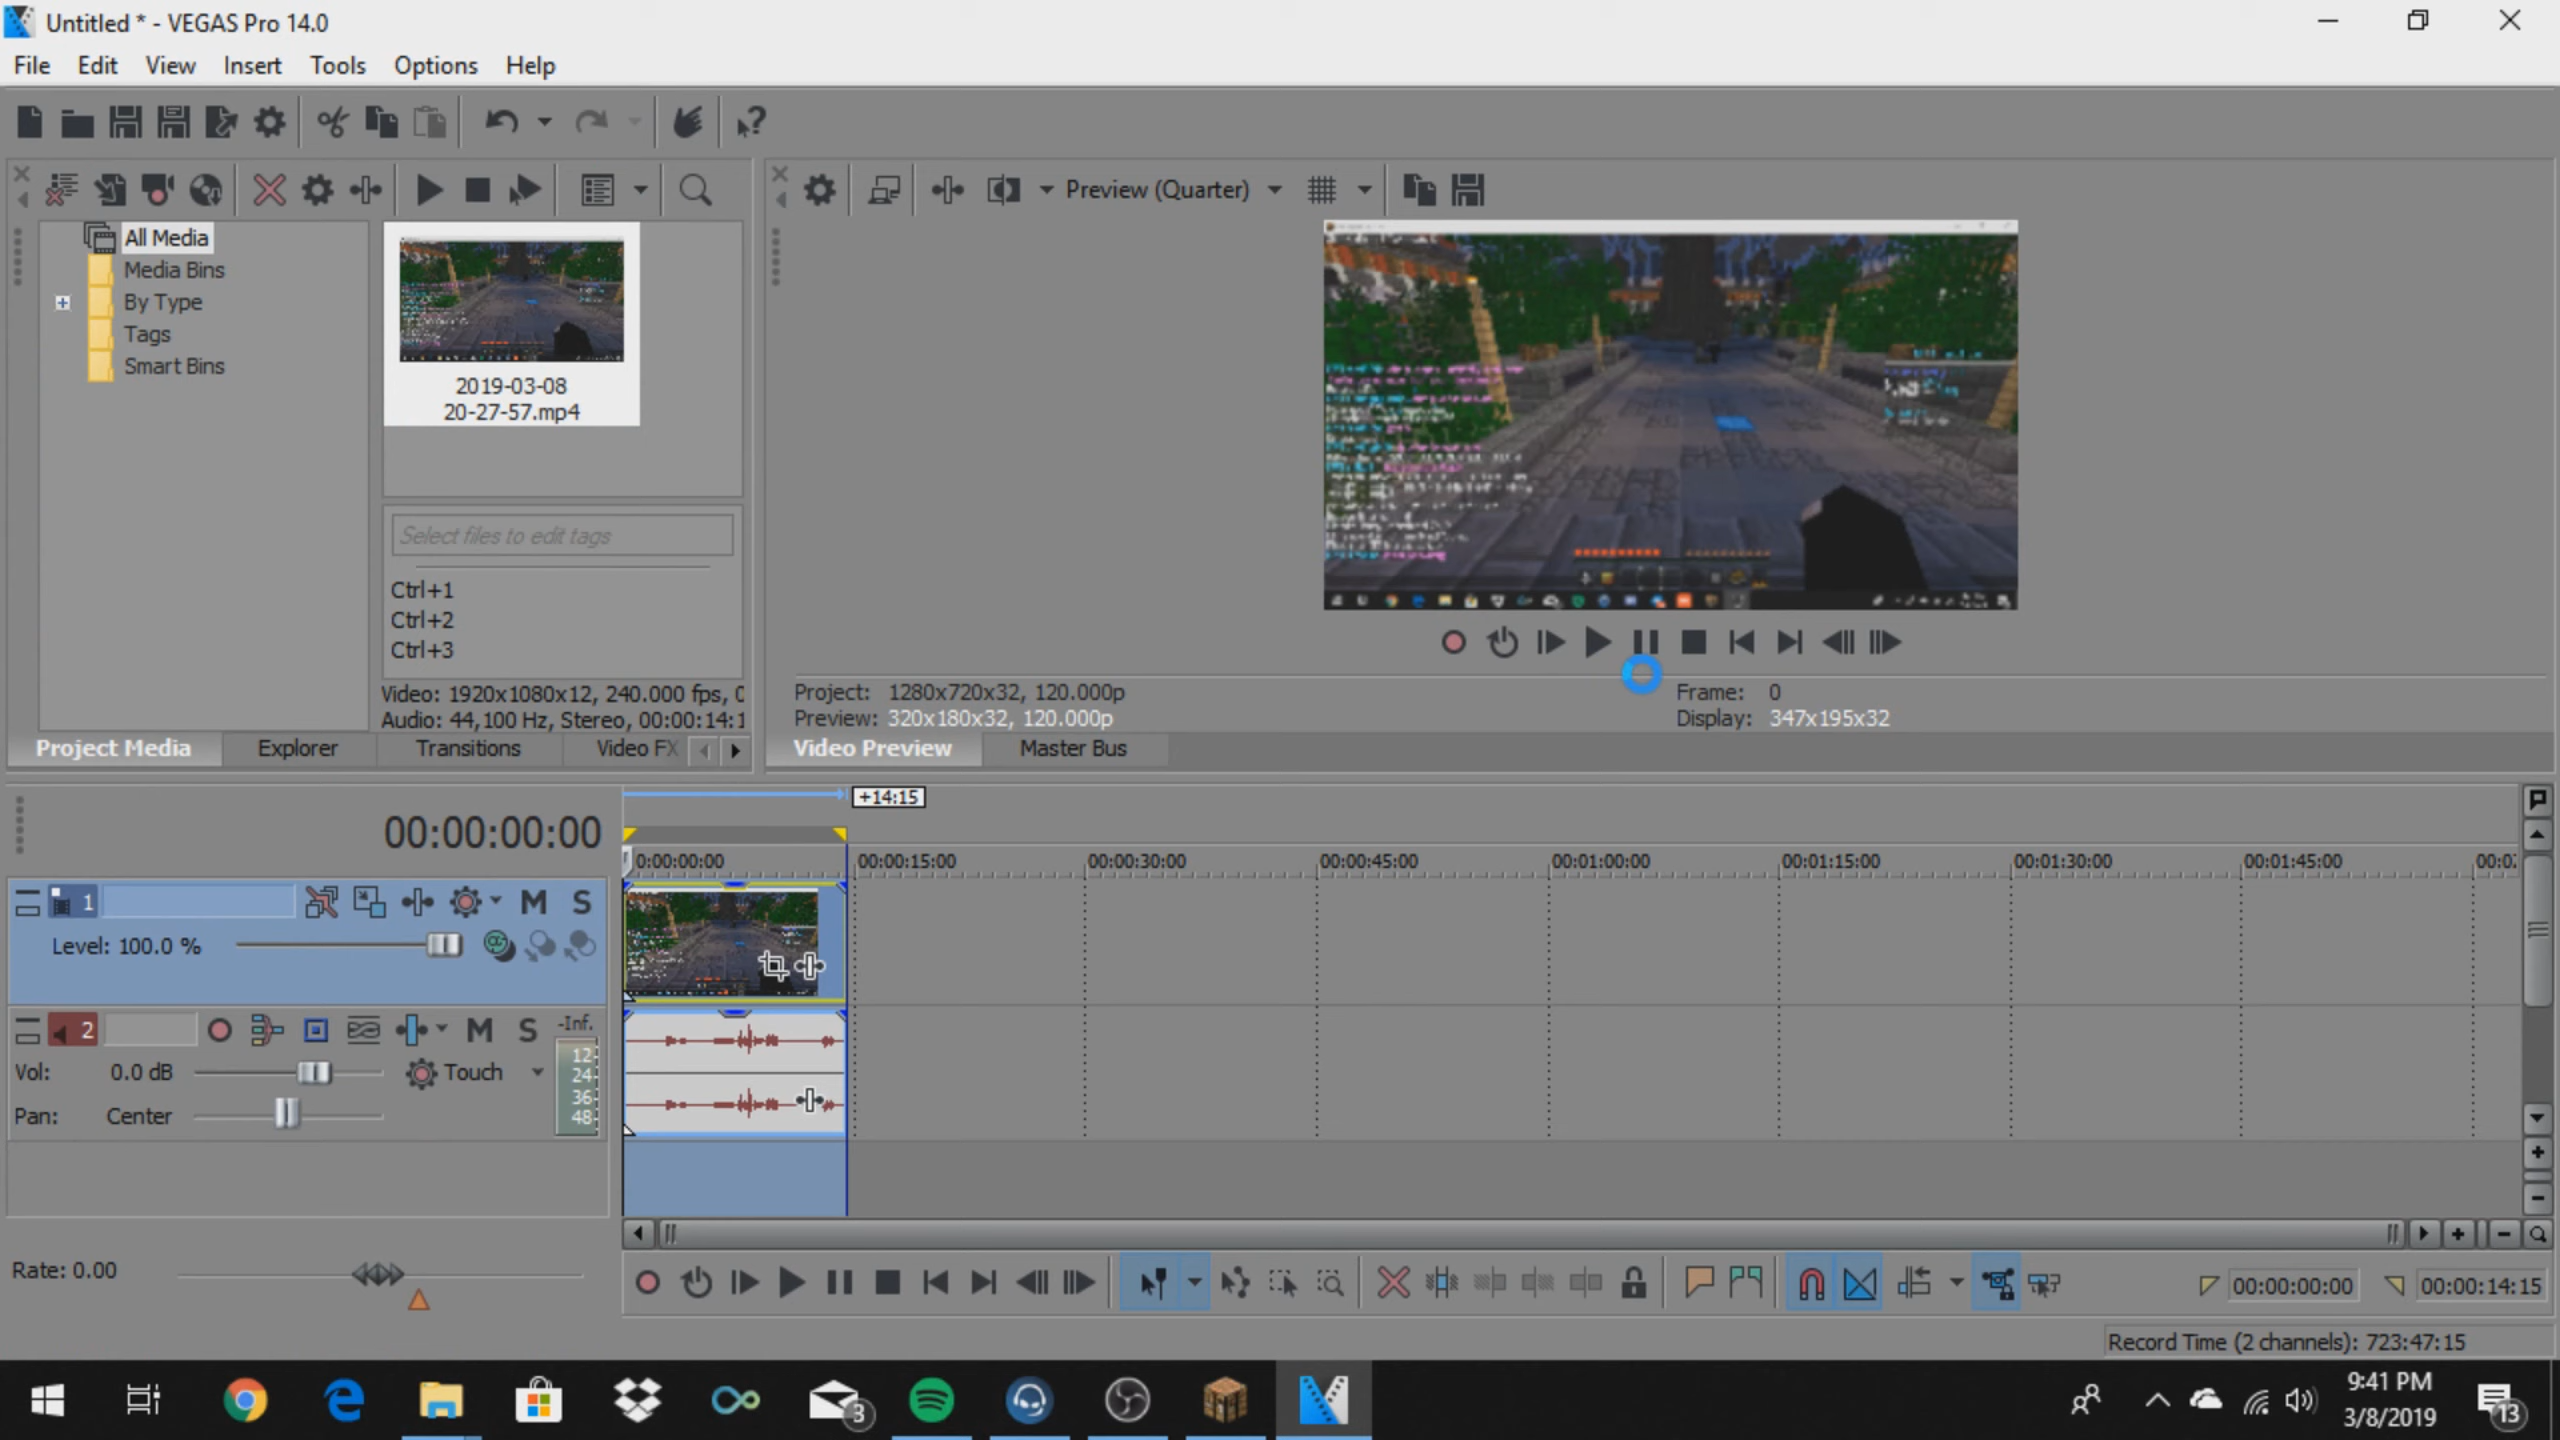 Untitled * - VEGAS Pro 14.0
File Edit View Insert Tools Options Help
Preview (Quarter)
All Media
Media Bins
By Type
Tags
Smart Bins
2019-03-08
20-27-57.mp4
Select files to edit tags
Ctrl+1
Ctrl+2
Ctrl+3
Video: 1920x1080x12, 240.000 fps, 0
Audio: 44,100 Hz, Stereo, 00:00:14:1
Project: 1280x720x32, 120.000p
Preview: 320x180x32, 120.000p
Frame: 0
Display: 347x195x32
Project Media Explorer Transitions Video FX
Video Preview Master Bus
+14:15
00:00:00:00
0:00:00:00 00:00:15:00 00:00:30:00 00:00:45:00 00:01:00:00 00:01:15:00 00:01:30:00 00:01:45:00 00:0
1 M S
Level: 100.0 %
2 M S -Inf.
12
24
36
48
Vol: 0.0 dB Touch
Pan: Center
Rate: 0.00
00:00:00:00 00:00:14:15
Record Time (2 channels): 723:47:15
3
9:41 PM
3/8/2019
13